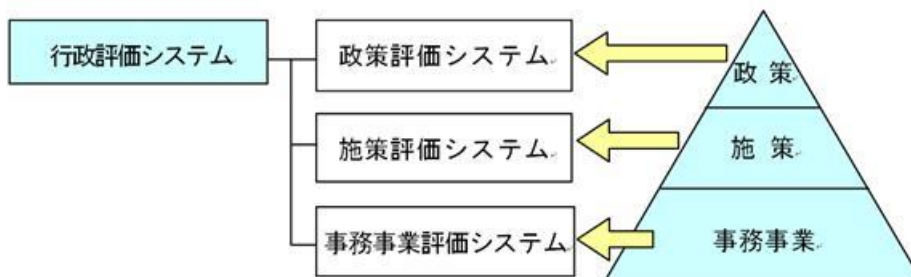 行政評価システム
政策評価システム
政 策
施策評価システム
施 策
事務事業評価システム
事務事業